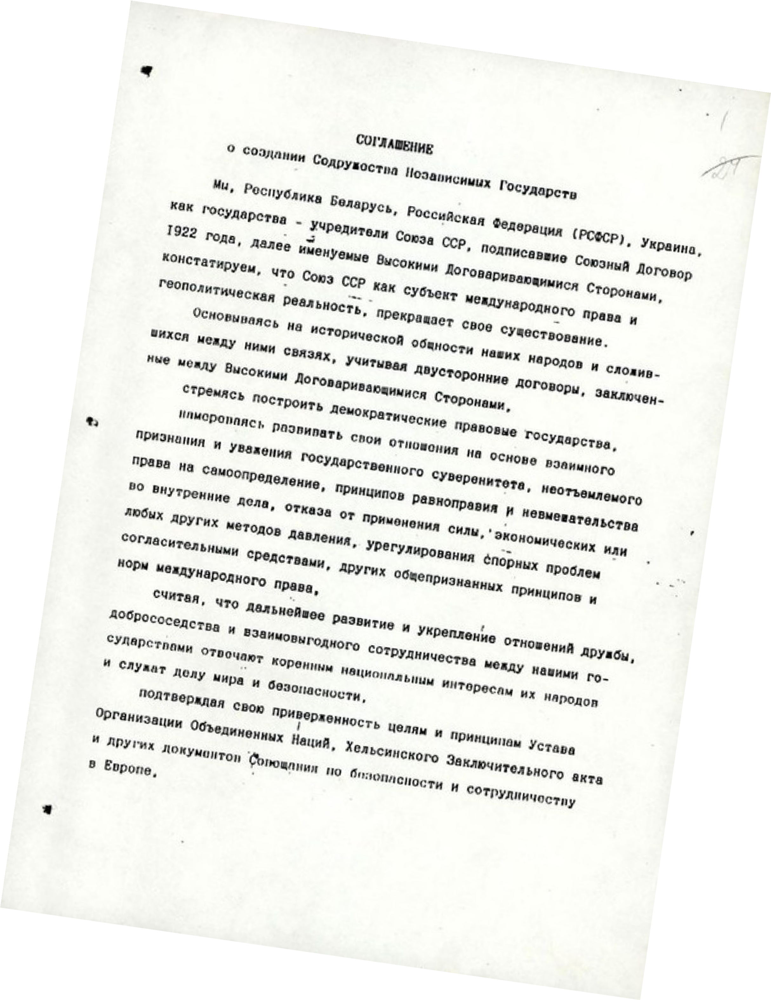 1
29
СОГЛАШЕНИЕ
о создании Содружества Независимых Государств
Мы, Республика Беларусь, Российская Федерация (РСФСР), Украина,
как государства - учредители Союза ССР, подписавшие Союзный Договор
1922 года, далее именуемые Высокими Договаривающимися Сторонами,
констатируем, что Союз ССР как субъект международного права и
геополитическая реальность, прекращает свое существование.
Основываясь на исторической общности наших народов и сложив-
шихся между ними связях, учитывая двусторонние договоры, заключен-
ные между Высокими Договаривающимися Сторонами,
стремясь построить демократические правовые государства,
намереваясь развивать свои отношения на основе взаимного
признания и уважения государственного суверенитета, неотъемлемого
права на самоопределение, принципов равноправия и невмешательства
во внутренние дела, отказа от применения силы, экономических или
любых других методов давления, урегулирования спорных проблем
согласительными средствами, других общепризнанных принципов и
норм международного права,
считая, что дальнейшее развитие и укрепление отношений дружбы,
добрососедства и взаимовыгодного сотрудничества между нашими го-
сударствами отвечают коренным национальным интересам их народов
и служат делу мира и безопасности,
подтверждая свою приверженность целям и принципам Устава
Организации Объединенных Наций, Хельсинского Заключительного акта
и других документов Совещания по безопасности и сотрудничеству
в Европе,